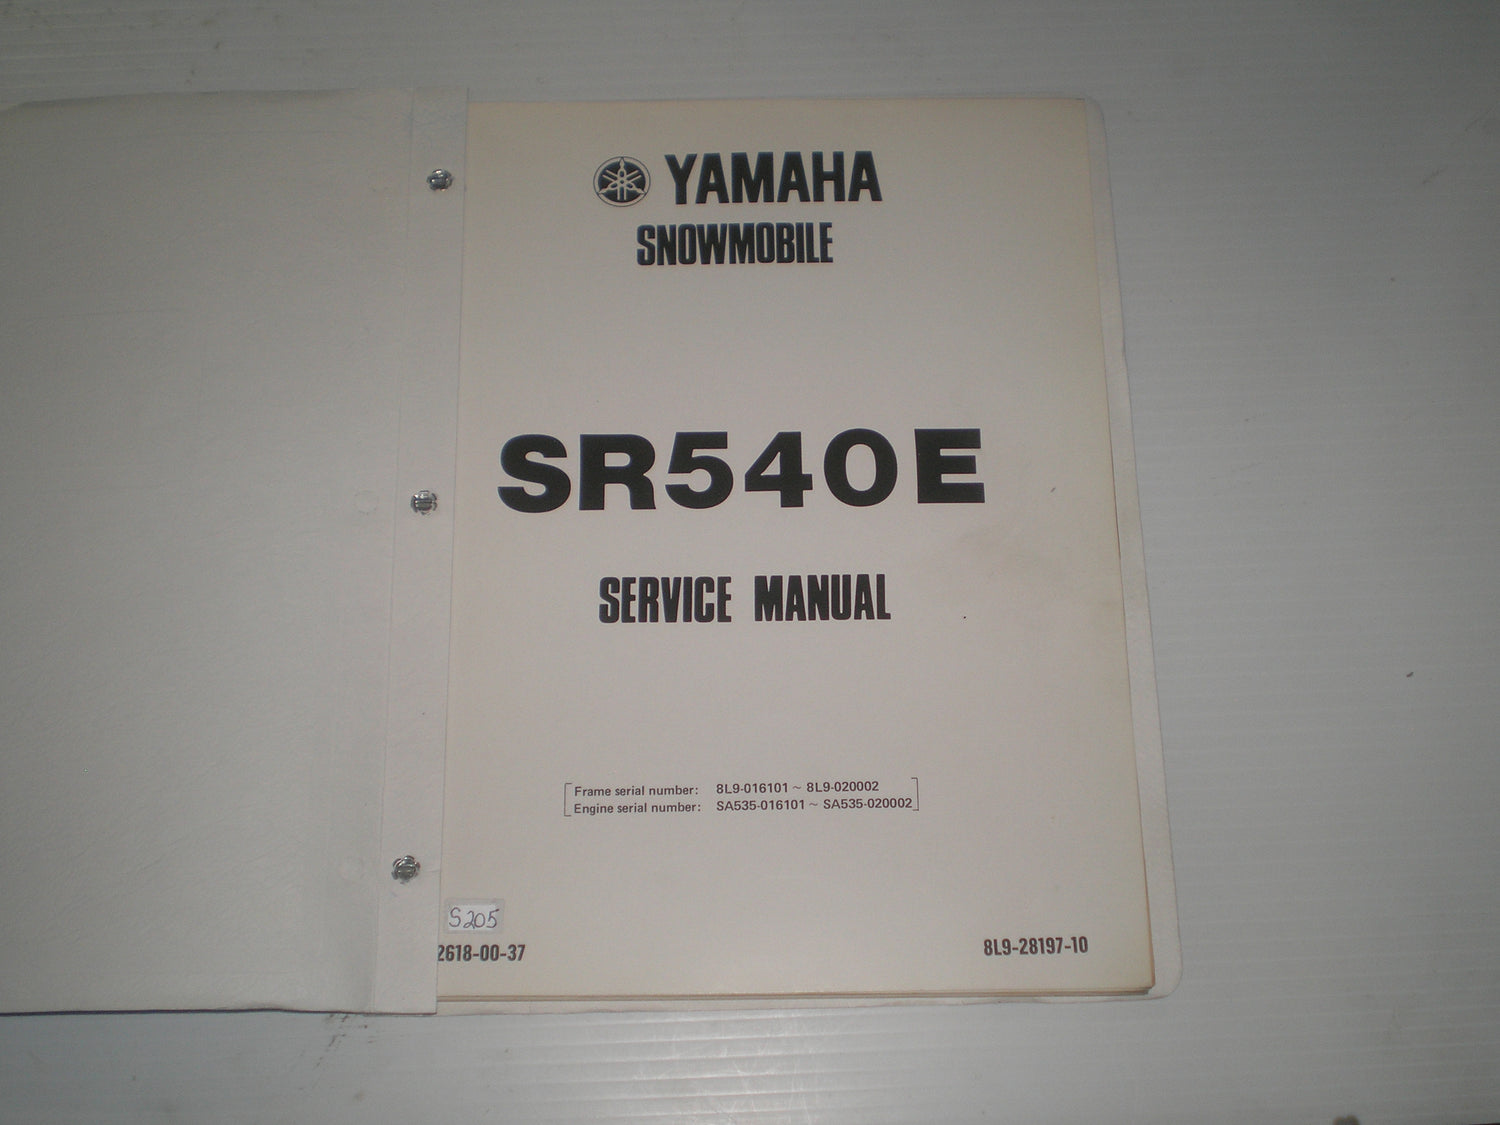 YAMAHA
SNOWMOBILE
SR540E
SERVICE MANUAL
Frame serial number: 8L9-016101 ~ 8L9-020002
Engine serial number: SA535-016101 ~ SA535-020002
S205
2618-00-37
8L9-28197-10